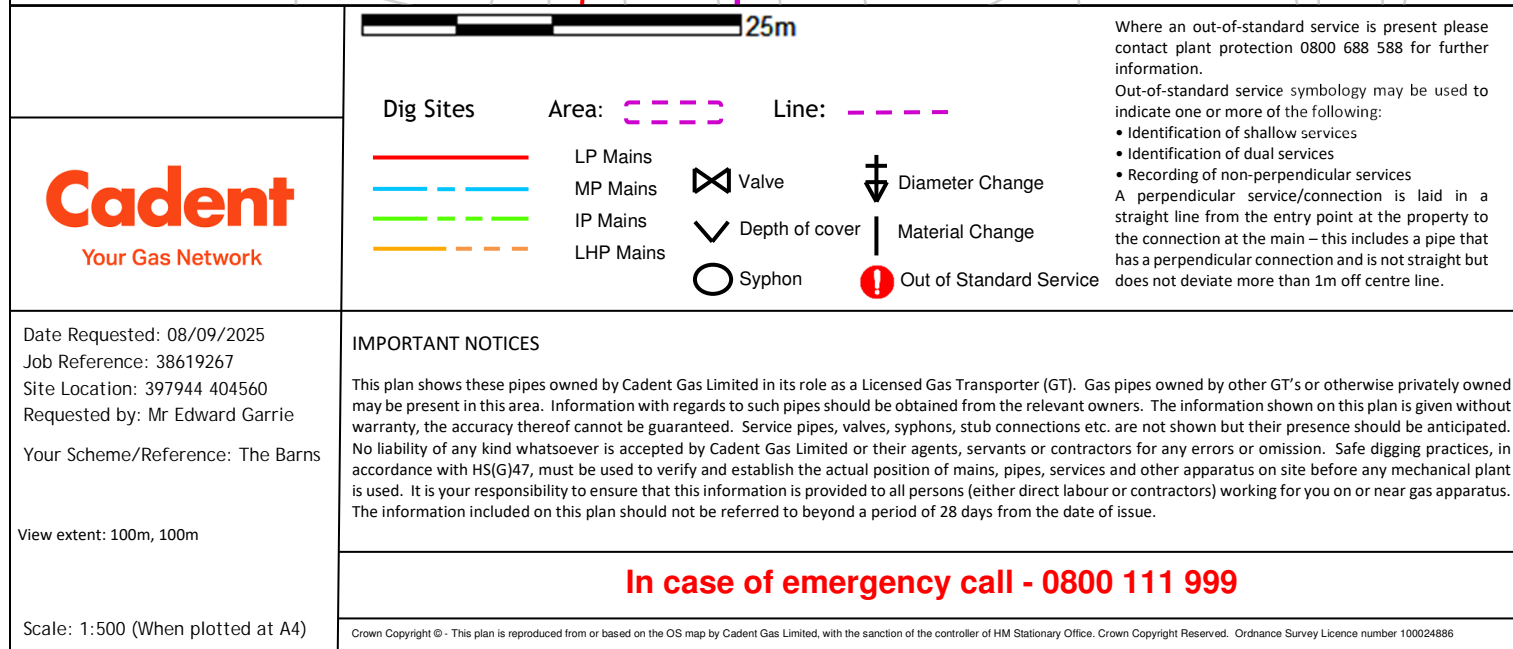 25m
Dig Sites
Area:
Line:
LP Mains
MP Mains
IP Mains
LHP Mains
Valve
Depth of cover
Syphon
Diameter Change
Material Change
Out of Standard Service
Where an out-of-standard service is present please
contact plant protection 0800 688 588 for further
information.
Out-of-standard service symbology may be used to
indicate one or more of the following:
• Identification of shallow services
• Identification of dual services
• Recording of non-perpendicular services
A perpendicular service/connection is laid in a
straight line from the entry point at the property to
the connection at the main – this includes a pipe that
has a perpendicular connection and is not straight but
does not deviate more than 1m off centre line.
Cadent
Your Gas Network
Date Requested: 08/09/2025
Job Reference: 38619267
Site Location: 397944 404560
Requested by: Mr Edward Garrie
Your Scheme/Reference: The Barns
View extent: 100m, 100m
Scale: 1:500 (When plotted at A4)
IMPORTANT NOTICES
This plan shows these pipes owned by Cadent Gas Limited in its role as a Licensed Gas Transporter (GT). Gas pipes owned by other GT's or otherwise privately owned
may be present in this area. Information with regards to such pipes should be obtained from the relevant owners. The information shown on this plan is given without
warranty, the accuracy thereof cannot be guaranteed. Service pipes, valves, syphons, stub connections etc. are not shown but their presence should be anticipated.
No liability of any kind whatsoever is accepted by Cadent Gas Limited or their agents, servants or contractors for any errors or omission. Safe digging practices, in
accordance with HS(G)47, must be used to verify and establish the actual position of mains, pipes, services and other apparatus on site before any mechanical plant
is used. It is your responsibility to ensure that this information is provided to all persons (either direct labour or contractors) working for you on or near gas apparatus.
The information included on this plan should not be referred to beyond a period of 28 days from the date of issue.
In case of emergency call - 0800 111 999
Crown Copyright © - This plan is reproduced from or based on the OS map by Cadent Gas Limited, with the sanction of the controller of HM Stationary Office. Crown Copyright Reserved. Ordnance Survey Licence number 100024886